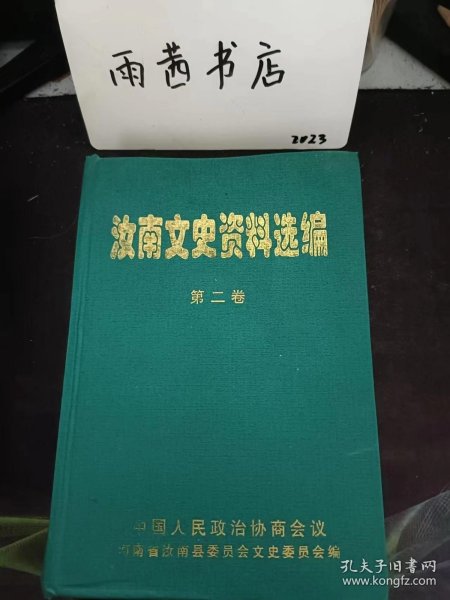 雨茜书店
2023
汝南文史资料选编
第二卷
中国人民政治协商会议
河南省汝南县委员会文史委员会编
孔夫子旧书网
www.kongfz.com